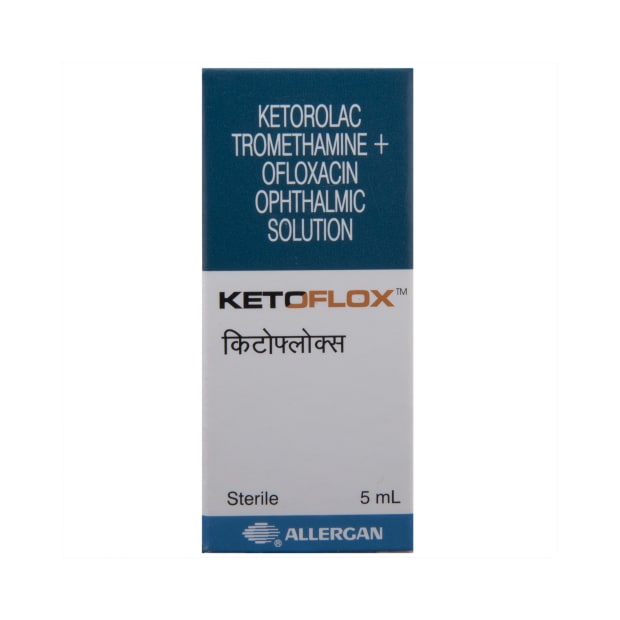 KETOROLAC
TROMETHAMINE +
OFLOXACIN
OPHTHALMIC
SOLUTION
KETOFLOX™
किटोफ्लोक्स
Sterile 5 mL
® ALLERGAN